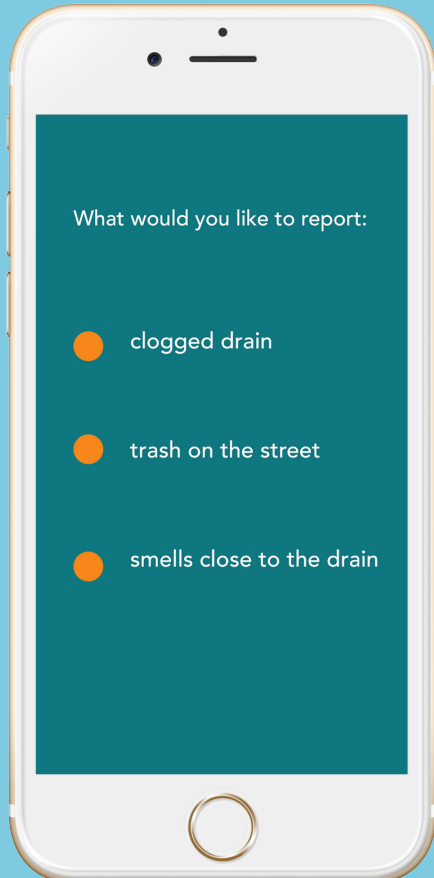 What would you like to report:
clogged drain
trash on the street
smells close to the drain